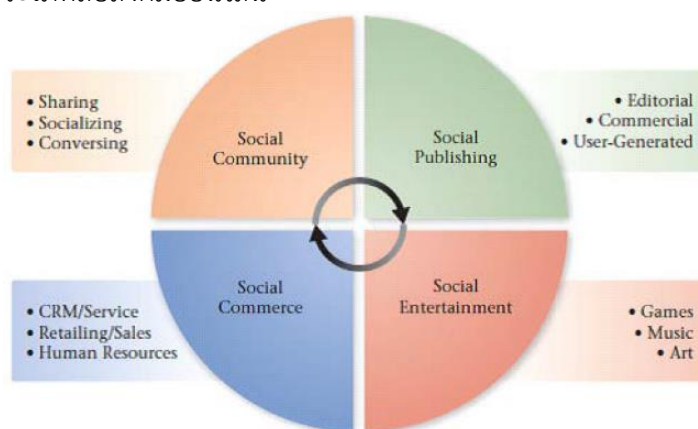 • Sharing
• Socializing
• Conversing
Social
Community
Social
Publishing
• Editorial
• Commercial
• User-Generated
• CRM/Service
• Retailing/Sales
• Human Resources
Social
Commerce
Social
Entertainment
• Games
• Music
• Art